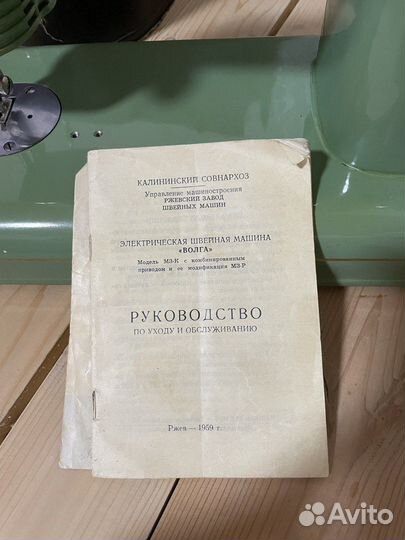 КАЛИНИНСКИЙ СОВНАРХОЗ
Управление машиностроения
РЖЕВСКИЙ ЗАВОД
ШВЕЙНЫХ МАШИН
ЭЛЕКТРИЧЕСКАЯ ШВЕЙНАЯ МАШИНА
«ВОЛГА»
Модель МЗ-К с комбинированным
приводом и ее модификация МЗ-Р
РУКОВОДСТВО
ПО УХОДУ И ОБСЛУЖИВАНИЮ
Ржев — 1959 г.
Avito